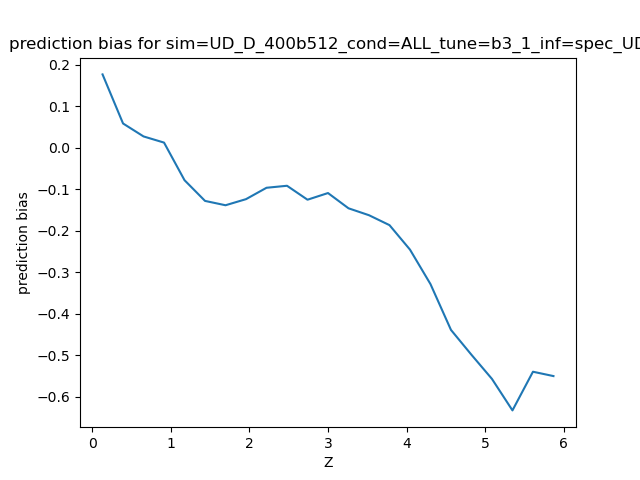 prediction bias for sim=UD_D_400b512_cond=ALL_tune=b3_1_inf=spec_UD
0.2
0.1
0.0
−0.1
−0.2
−0.3
−0.4
−0.5
−0.6
prediction bias
0 1 2 3 4 5 6
Z